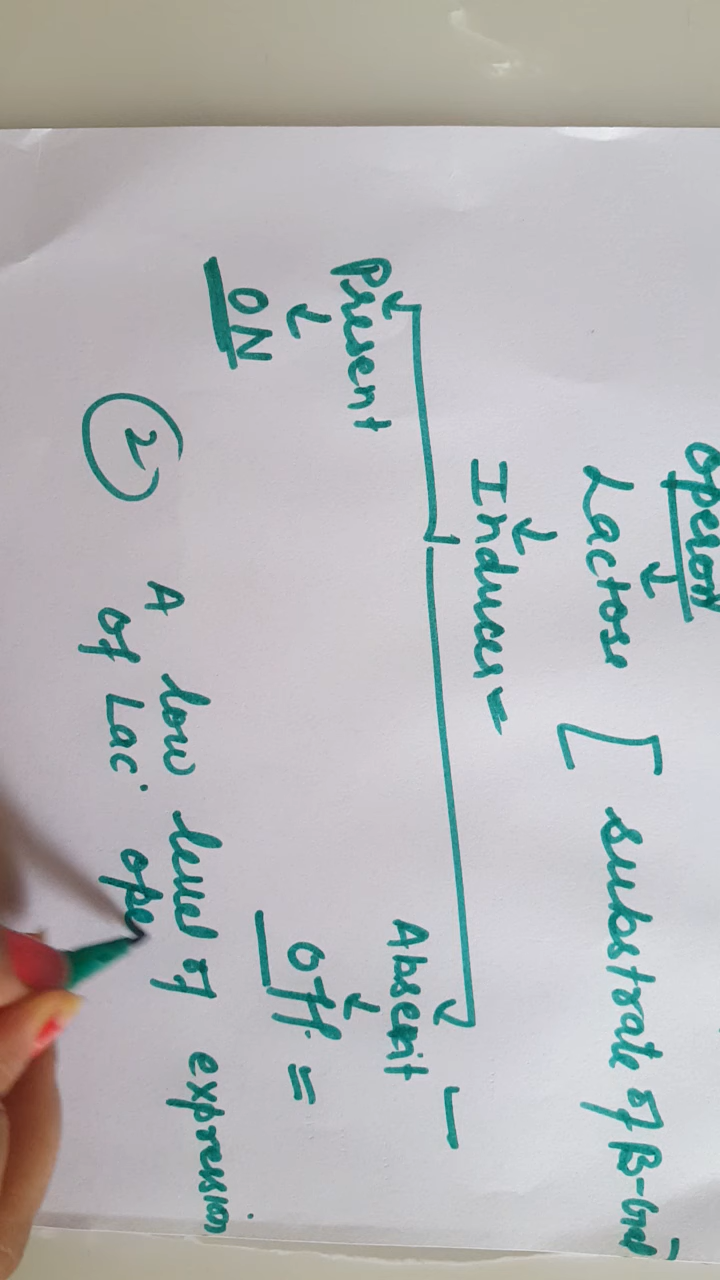 operon
Lactose [ substrate of B-Gal
Inducer
Present Absent
ON Off
2 A low level of expression
of Lac ope